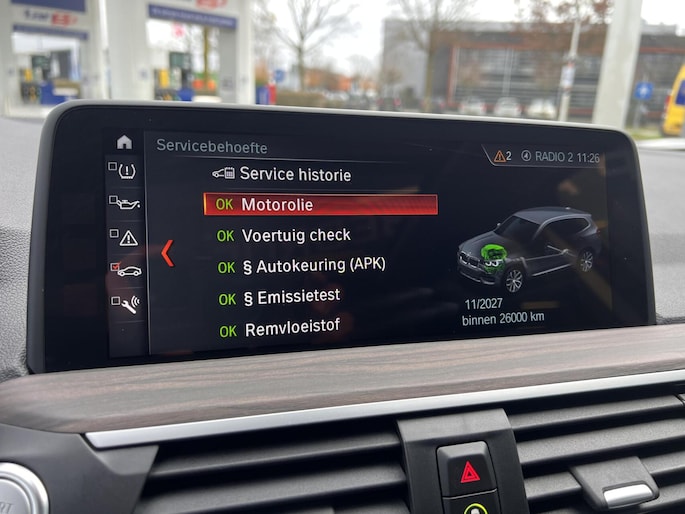 Servicebehoefte
2 RADIO 2 11:26
Service historie
OK Motorolie
OK Voertuig check
OK § Autokeuring (APK)
OK § Emissietest
OK Remvloeistof
11/2027
binnen 26000 km